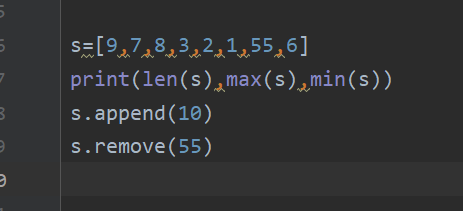 s=[9,7,8,3,2,1,55,6]
print(len(s),max(s),min(s))
s.append(10)
s.remove(55)